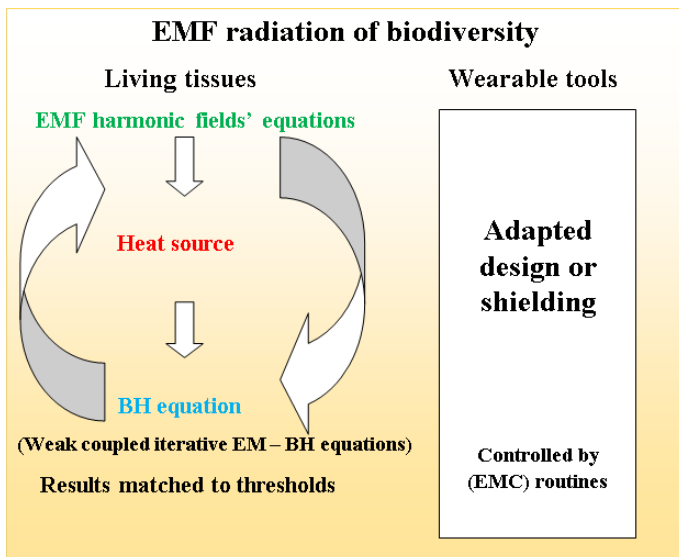 EMF radiation of biodiversity
Living tissues
EMF harmonic fields’ equations
Heat source
BH equation
(Weak coupled iterative EM – BH equations)
Results matched to thresholds
Wearable tools
Adapted
design or
shielding
Controlled by
(EMC) routines